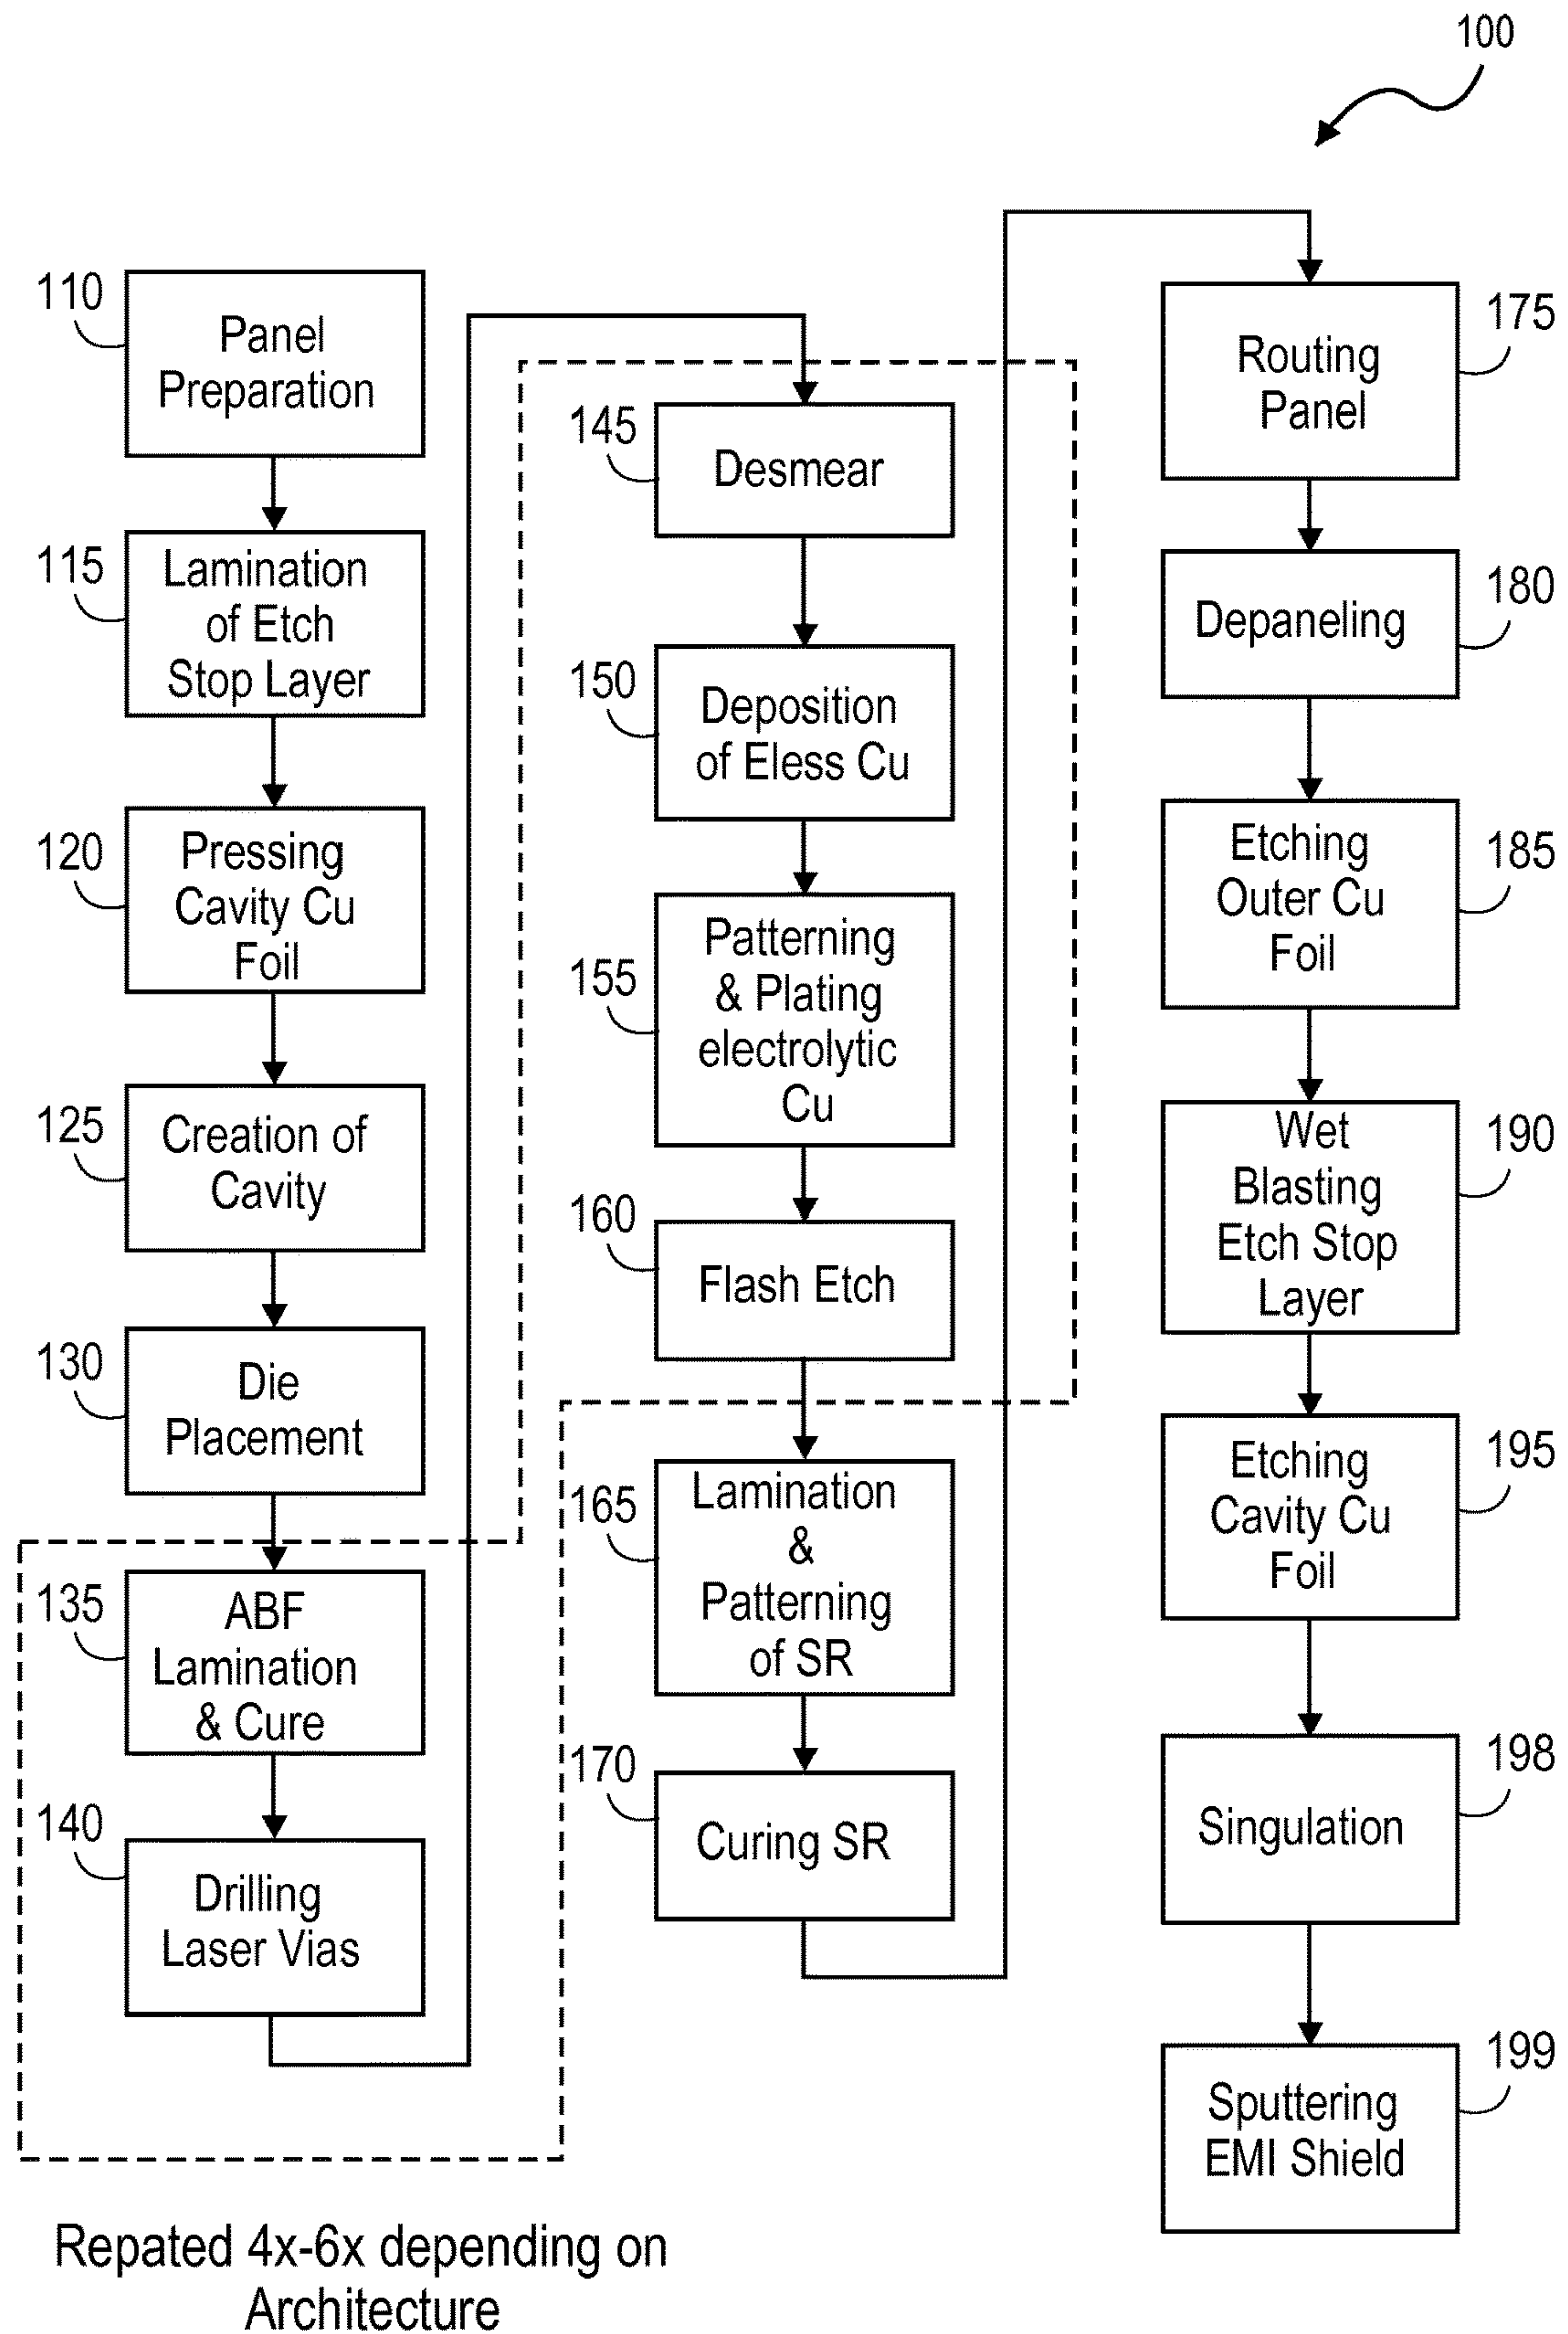 100
110
Panel
Preparation
115
Lamination
of Etch
Stop Layer
120
Pressing
Cavity Cu
Foil
125
Creation of
Cavity
130
Die
Placement
135
ABF
Lamination
& Cure
140
Drilling
Laser Vias
145
Desmear
150
Deposition
of Eless Cu
155
Patterning
& Plating
electrolytic
Cu
160
Flash Etch
165
Lamination
&
Patterning
of SR
170
Curing SR
175
Routing
Panel
180
Depaneling
185
Etching
Outer Cu
Foil
190
Wet
Blasting
Etch Stop
Layer
195
Etching
Cavity Cu
Foil
198
Singulation
199
Sputtering
EMI Shield
Repated 4x-6x depending on
Architecture